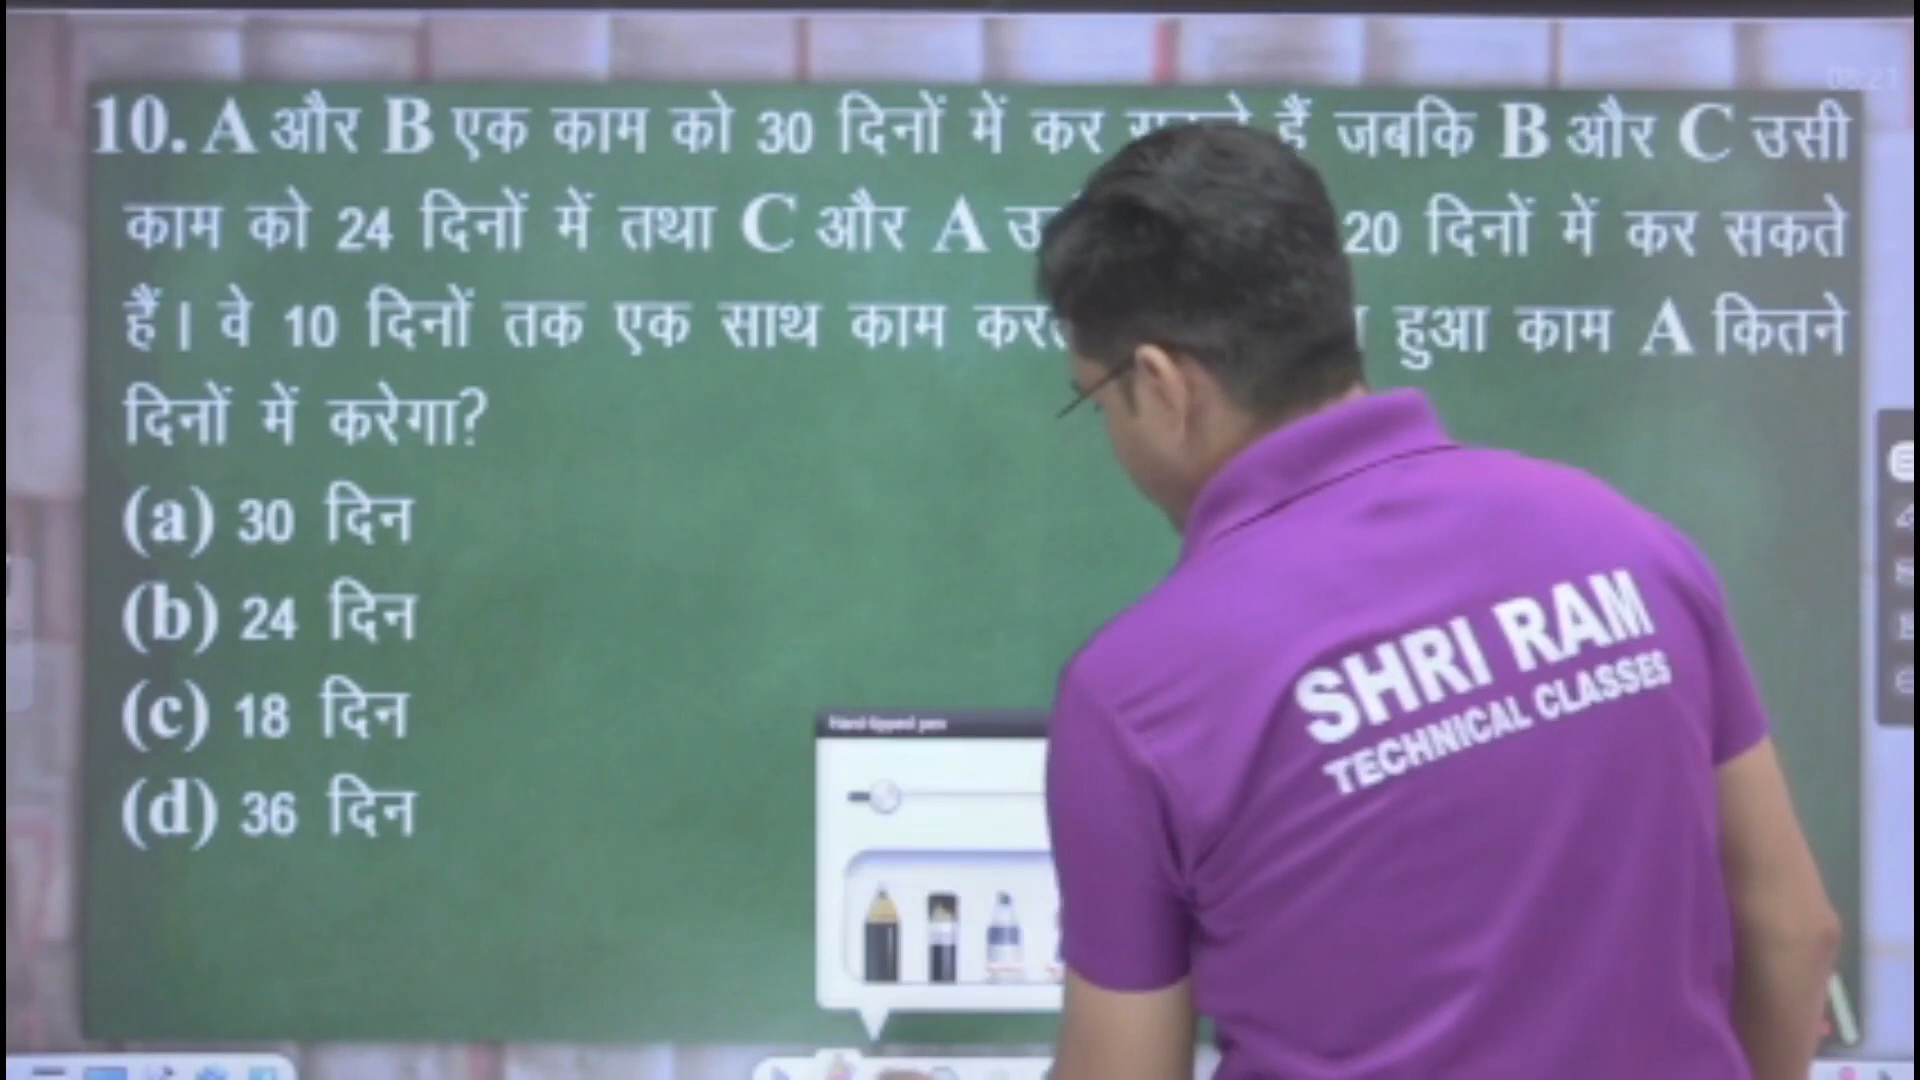 10. A और B एक काम को 30 दिनों में कर हैं जबकि B और C उसी
काम को 24 दिनों में तथा C और A 20 दिनों में कर सकते
हैं। वे 10 दिनों तक एक साथ काम हुआ काम A कितने
दिनों में करेगा?
(a) 30 दिन
(b) 24 दिन
(c) 18 दिन
(d) 36 दिन
SHRI RAM
TECHNICAL CLASSES